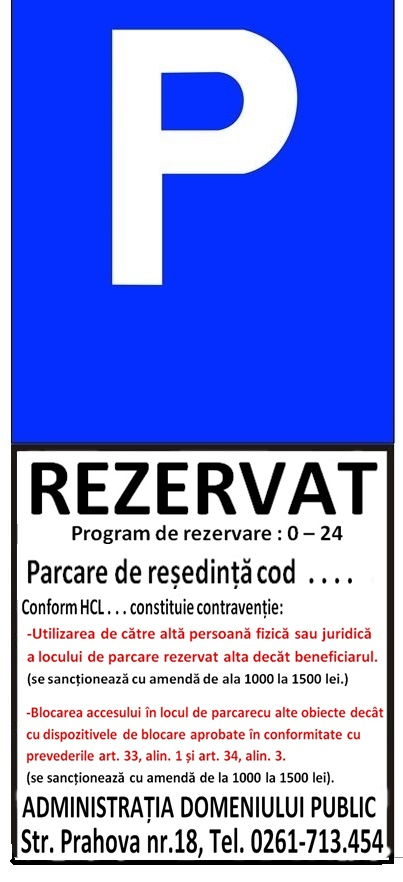 P
REZERVAT
Program de rezervare : 0 – 24
Parcare de reședință cod . . . .
Conform HCL . . . constituie contravenție:
-Utilizarea de către altă persoană fizică sau juridică
a locului de parcare rezervat alta decăt beneficiarul.
(se sancționează cu amendă de ala 1000 la 1500 lei.)
-Blocarea accesului în locul de parcarecu alte obiecte decât
cu dispozitivele de blocare aprobate în conformitate cu
prevederile art. 33, alin. 1 și art. 34, alin. 3.
(se sancționează cu amendă de la 1000 la 1500 lei).
ADMINISTRAȚIA DOMENIULUI PUBLIC
Str. Prahova nr.18, Tel. 0261-713.454